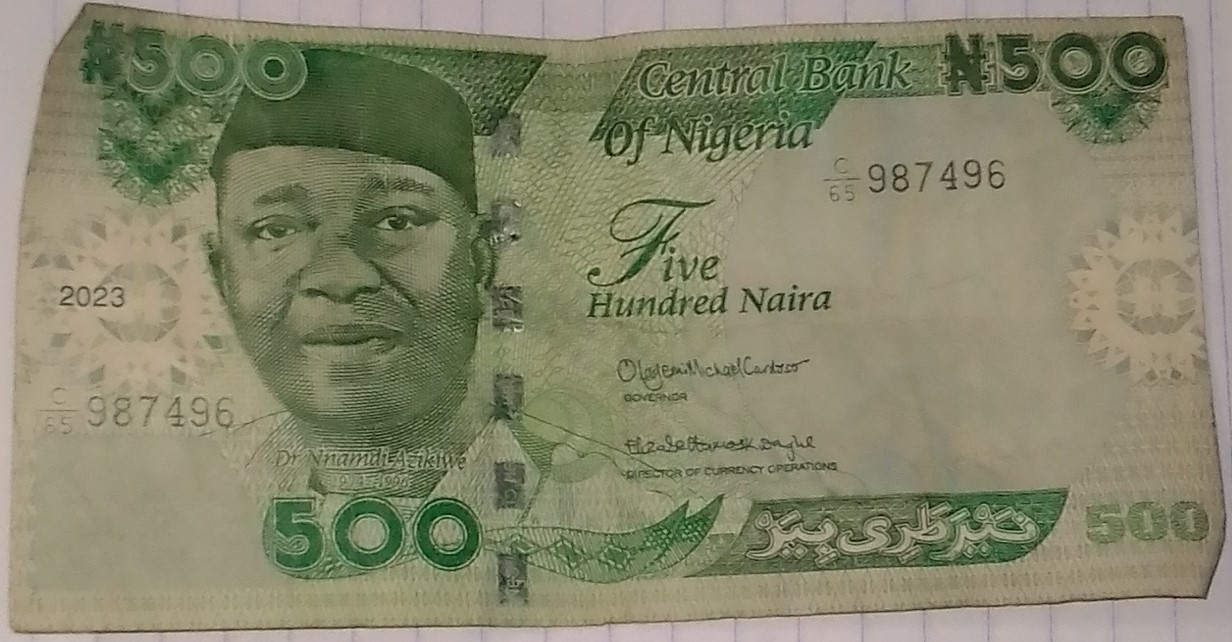 ₦500
Central Bank
Of Nigeria
₦500
C/65 987496
Five
Hundred Naira
2023
C/65 987496
OlayemiMichaelCardoso
GOVERNOR
DIRECTOR OF CURRENCY OPERATIONS
Dr Nnamdi Azikiwe
500
500